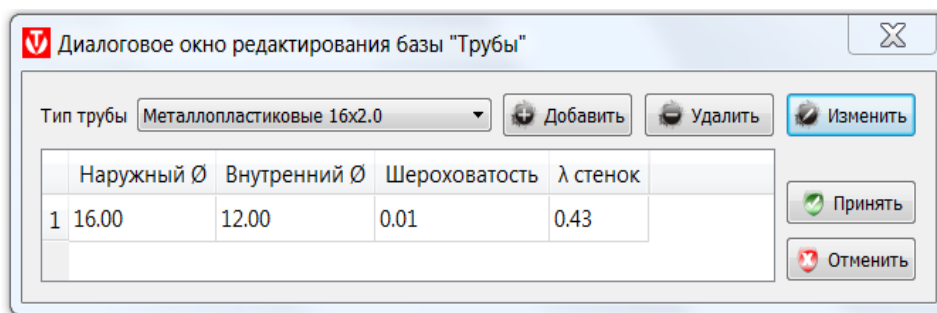 Диалоговое окно редактирования базы "Трубы"
Тип трубы Металлопластиковые 16х2.0 Добавить Удалить Изменить
Наружный Ø Внутренний Ø Шероховатость λ стенок
1 16.00 12.00 0.01 0.43
Принять
Отменить